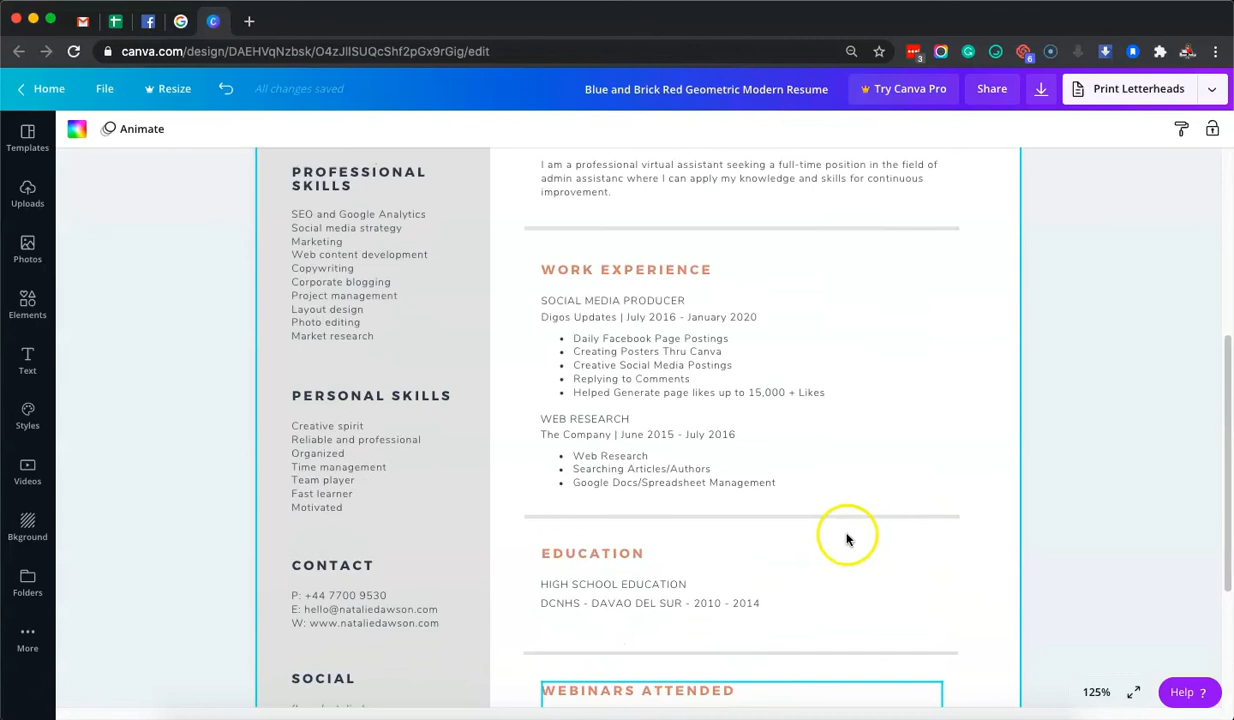 canva.com/design/DAEHVqNzbsk/O4zJllSUQcShf2pGx9rGig/edit
3
6
Home
File
Resize
All changes saved
Blue and Brick Red Geometric Modern Resume
Try Canva Pro
Share
Print Letterheads
Animate
Templates
Uploads
Photos
Elements
Text
Styles
Videos
Bkground
Folders
More
PROFESSIONAL
SKILLS
SEO and Google Analytics
Social media strategy
Marketing
Web content development
Copywriting
Corporate blogging
Project management
Layout design
Photo editing
Market research
PERSONAL SKILLS
Creative spirit
Reliable and professional
Organized
Time management
Team player
Fast learner
Motivated
CONTACT
P: +44 7700 9530
E: hello@nataliedawson.com
W: www.nataliedawson.com
SOCIAL
I am a professional virtual assistant seeking a full-time position in the field of
admin assistanc where I can apply my knowledge and skills for continuous
improvement.
WORK EXPERIENCE
SOCIAL MEDIA PRODUCER
Digos Updates | July 2016 - January 2020
• Daily Facebook Page Postings
• Creating Posters Thru Canva
• Creative Social Media Postings
• Replying to Comments
• Helped Generate page likes up to 15,000 + Likes
WEB RESEARCH
The Company | June 2015 - July 2016
• Web Research
• Searching Articles/Authors
• Google Docs/Spreadsheet Management
EDUCATION
HIGH SCHOOL EDUCATION
DCNHS - DAVAO DEL SUR - 2010 - 2014
WEBINARS ATTENDED
125%
Help ?